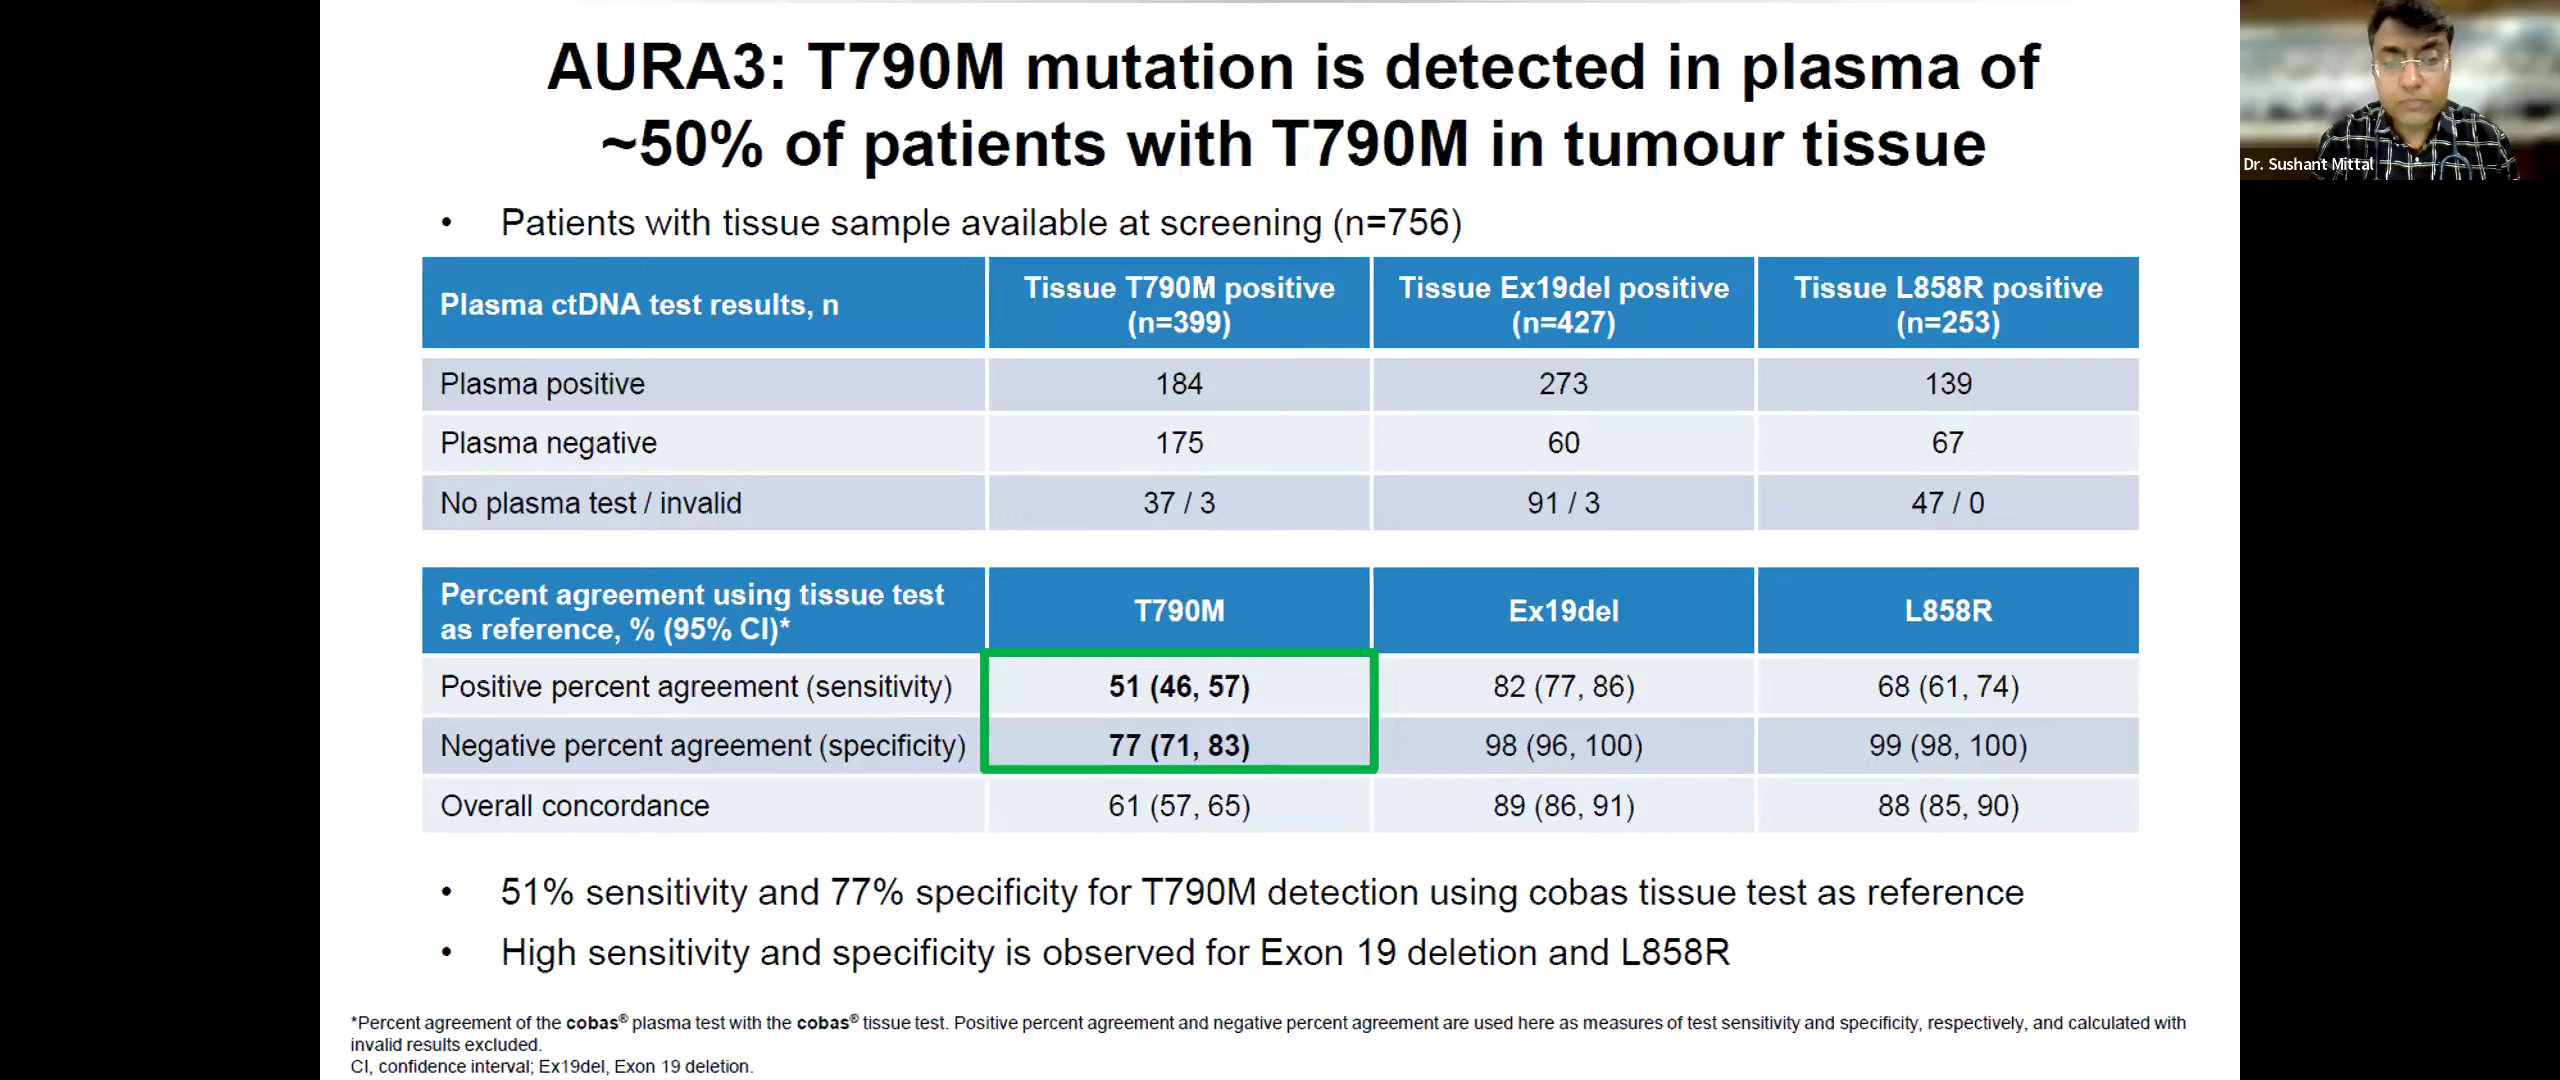 AURA3: T790M mutation is detected in plasma of
~50% of patients with T790M in tumour tissue
Dr. Sushant Mittal
• Patients with tissue sample available at screening (n=756)
Plasma ctDNA test results, n
Tissue T790M positive
(n=399)
Tissue Ex19del positive
(n=427)
Tissue L858R positive
(n=253)
Plasma positive 184 273 139
Plasma negative 175 60 67
No plasma test / invalid 37 / 3 91 / 3 47 / 0
Percent agreement using tissue test
as reference, % (95% CI)*
T790M Ex19del L858R
Positive percent agreement (sensitivity) 51 (46, 57) 82 (77, 86) 68 (61, 74)
Negative percent agreement (specificity) 77 (71, 83) 98 (96, 100) 99 (98, 100)
Overall concordance 61 (57, 65) 89 (86, 91) 88 (85, 90)
• 51% sensitivity and 77% specificity for T790M detection using cobas tissue test as reference
• High sensitivity and specificity is observed for Exon 19 deletion and L858R
*Percent agreement of the cobas® plasma test with the cobas® tissue test. Positive percent agreement and negative percent agreement are used here as measures of test sensitivity and specificity, respectively, and calculated with
invalid results excluded.
CI, confidence interval; Ex19del, Exon 19 deletion.